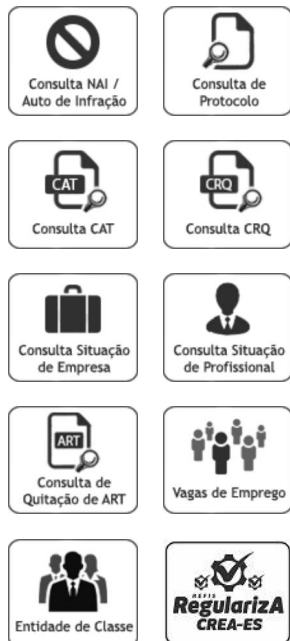 Consulta NAI /
Auto de Infração
Consulta de
Protocolo
CAT
Consulta CAT
CRQ
Consulta CRQ
Consulta Situação
de Empresa
Consulta Situação
de Profissional
ART
Consulta de
Quitação de ART
Vagas de Emprego
Entidade de Classe
REFIS
RegularizA
CREA-ES